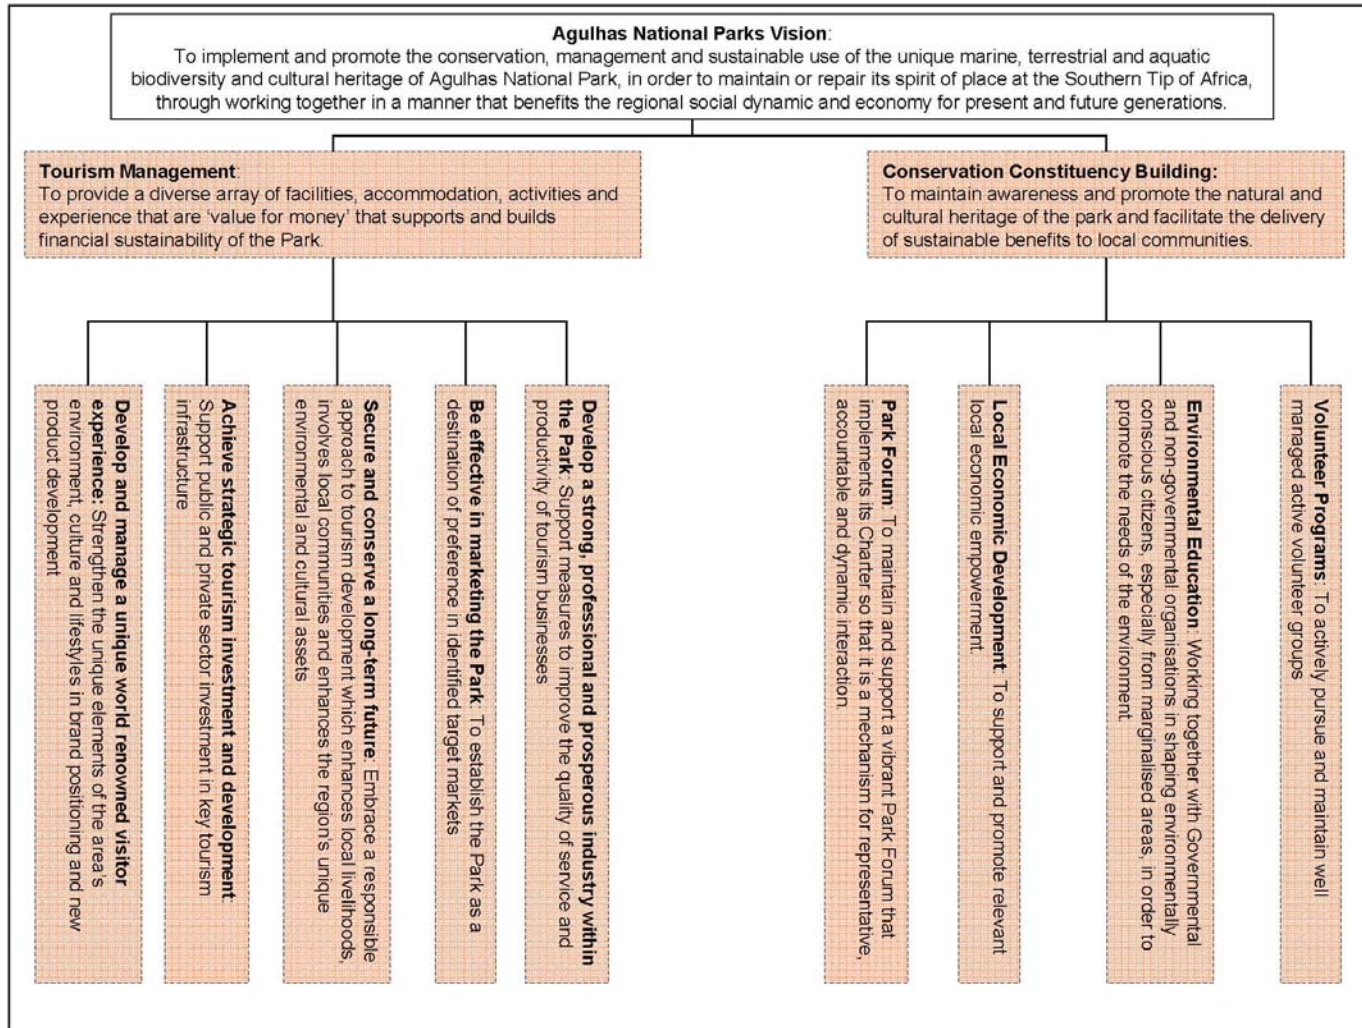 Agulhas National Parks Vision:
To implement and promote the conservation, management and sustainable use of the unique marine, terrestrial and aquatic
biodiversity and cultural heritage of Agulhas National Park, in order to maintain or repair its spirit of place at the Southern Tip of Africa,
through working together in a manner that benefits the regional social dynamic and economy for present and future generations.
Tourism Management:
To provide a diverse array of facilities, accommodation, activities and
experience that are ‘value for money’ that supports and builds
financial sustainability of the Park.
Conservation Constituency Building:
To maintain awareness and promote the natural and
cultural heritage of the park and facilitate the delivery
of sustainable benefits to local communities.
Develop and manage a unique world renowned visitor
experience: Strengthen the unique elements of the area’s
environment, culture and lifestyles in brand positioning and new
product development
Achieve strategic tourism investment and development:
Support public and private sector investment in key tourism
infrastructure
Secure and conserve a long-term future: Embrace a responsible
approach to tourism development which enhances local livelihoods,
involves local communities and enhances the region’s unique
environmental and cultural assets
Be effective in marketing the Park: To establish the Park as a
destination of preference in identified target markets
Develop a strong, professional and prosperous industry within
the Park: Support measures to improve the quality of service and
productivity of tourism businesses
Park Forum: To maintain and support a vibrant Park Forum that
implements its Charter so that it is a mechanism for representative,
accountable and dynamic interaction.
Local Economic Development: To support and promote relevant
local economic empowerment.
Environmental Education: Working together with Governmental
and non-governmental organisations in shaping environmentally
conscious citizens, especially from marginalised areas, in order to
promote the needs of the environment.
Volunteer Programs: To actively pursue and maintain well
managed active volunteer groups